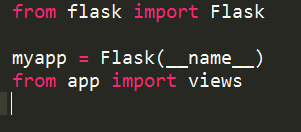 from flask import Flask
myapp = Flask(__name__)
from app import views